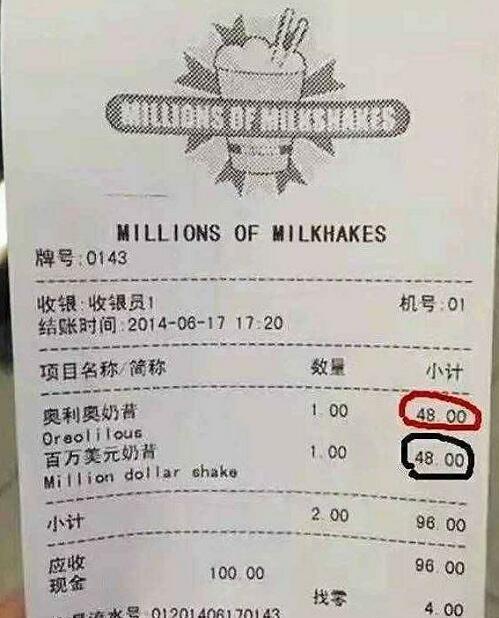 MILLIONS OF MILKSHAKES
MILLIONS OF MILKHAKES
牌号:0143
收银:收银员1 机号:01
结账时间:2014-06-17 17:20
项目名称/简称 数量 小计
奥利奥奶昔 1.00 48.00
Oreolilous
百万美元奶昔 1.00 48.00
Million dollar shake
小计 2.00 96.00
应收 96.00
现金 100.00
找零 4.00
流水号:01201406170143